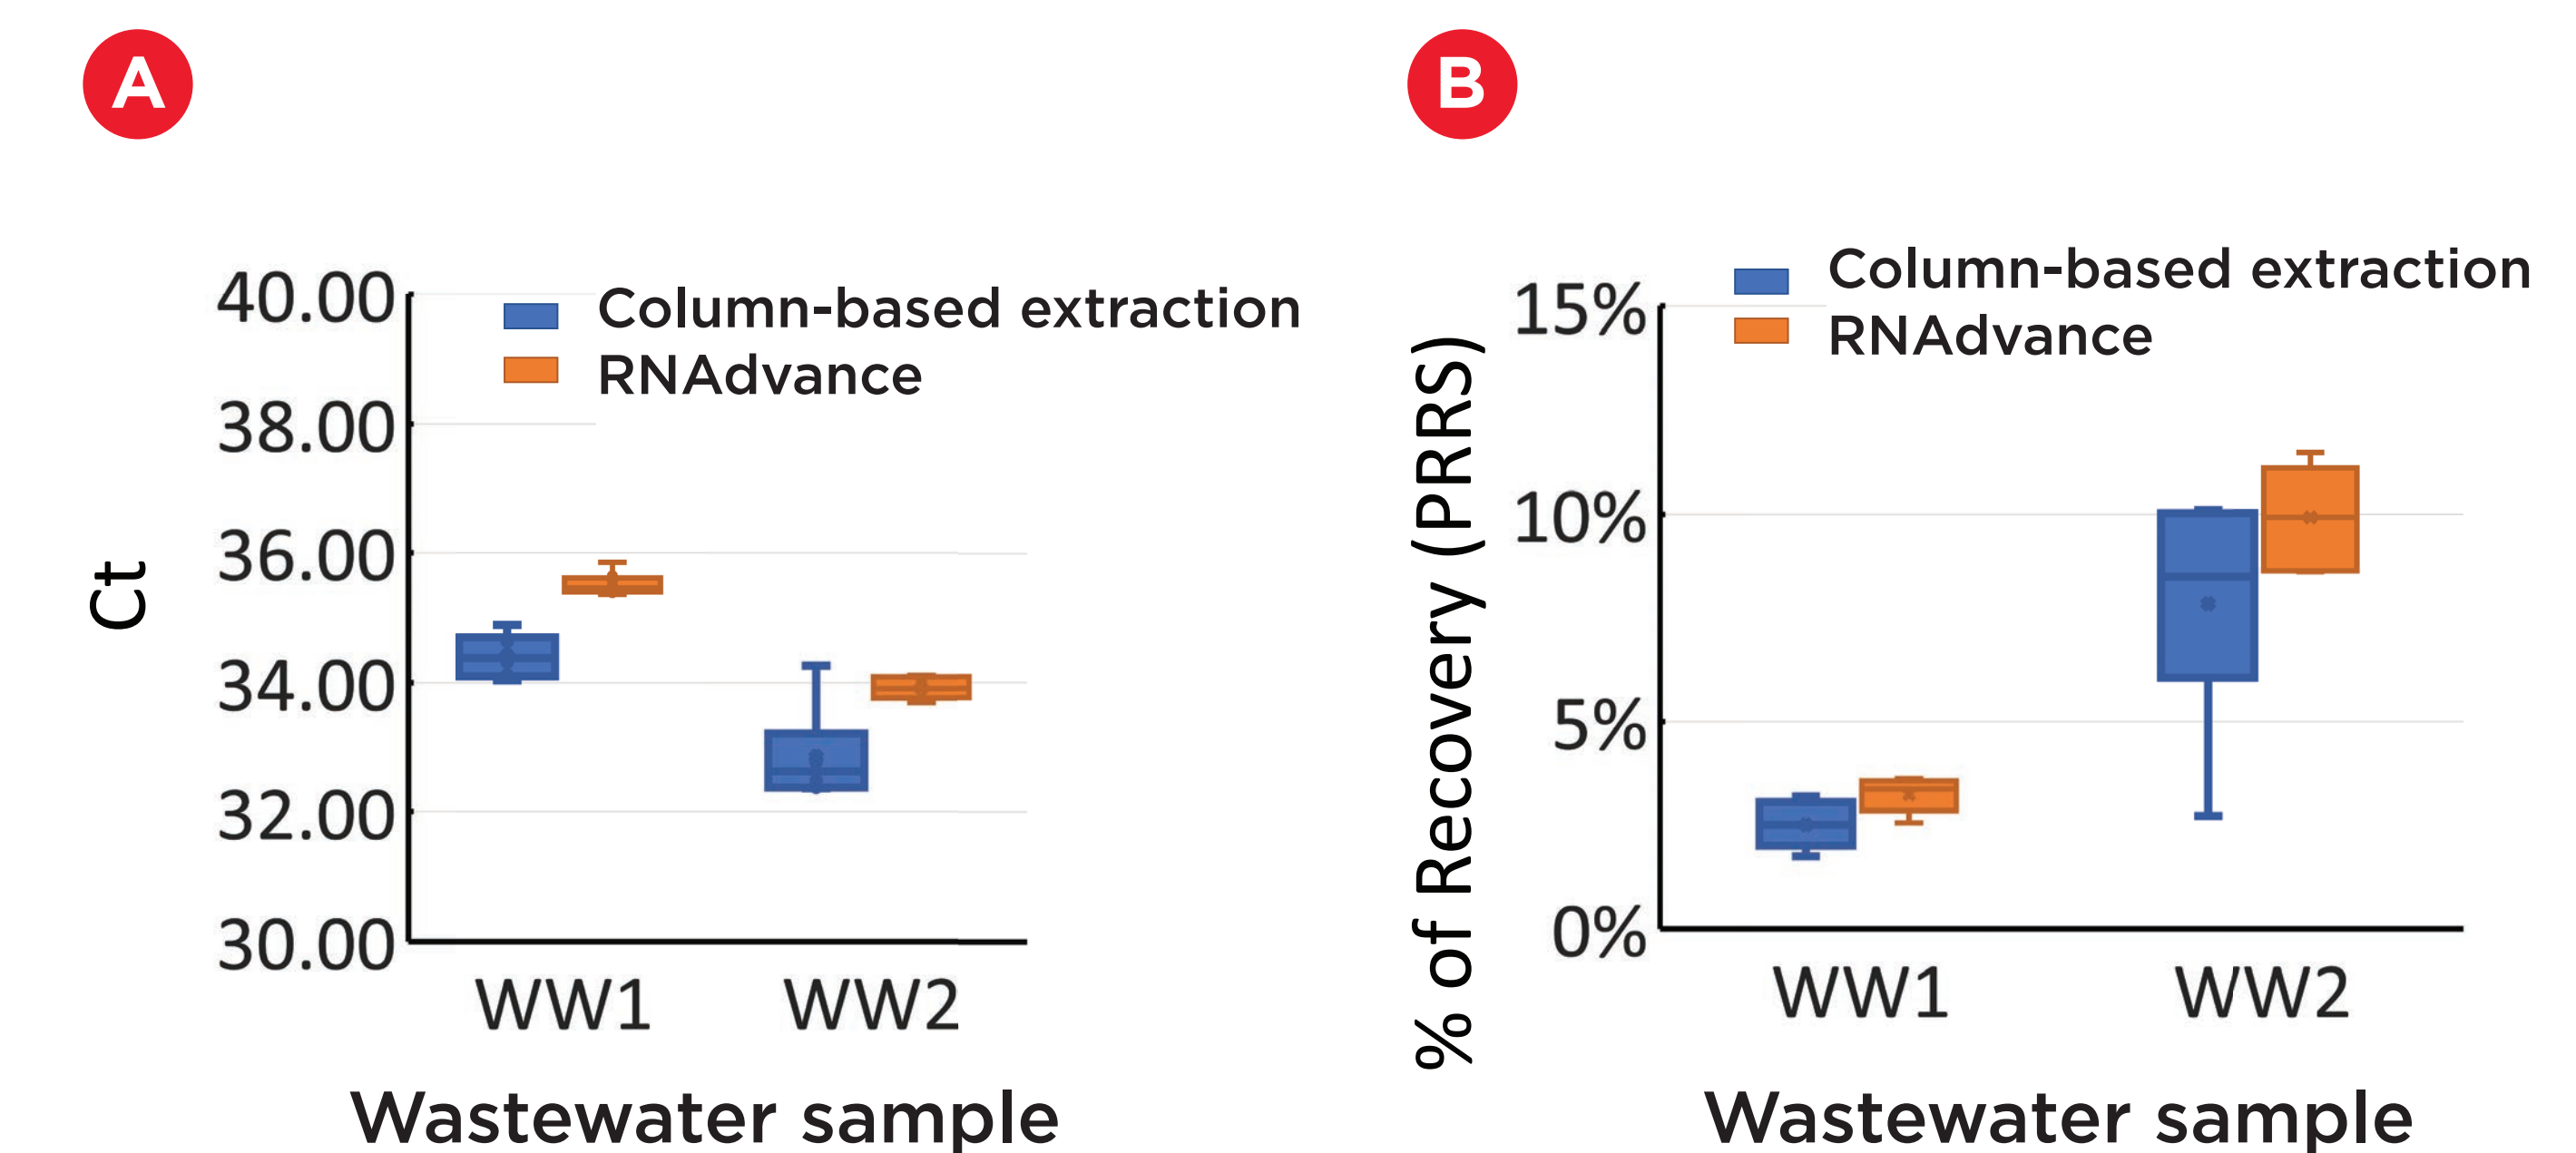 A
Column-based extraction
RNAdvance
40.00
38.00
36.00
34.00
32.00
30.00
Ct
WW1 WW2
Wastewater sample
B
Column-based extraction
RNAdvance
15%
10%
5%
0%
% of Recovery (PRRS)
WW1 WW2
Wastewater sample